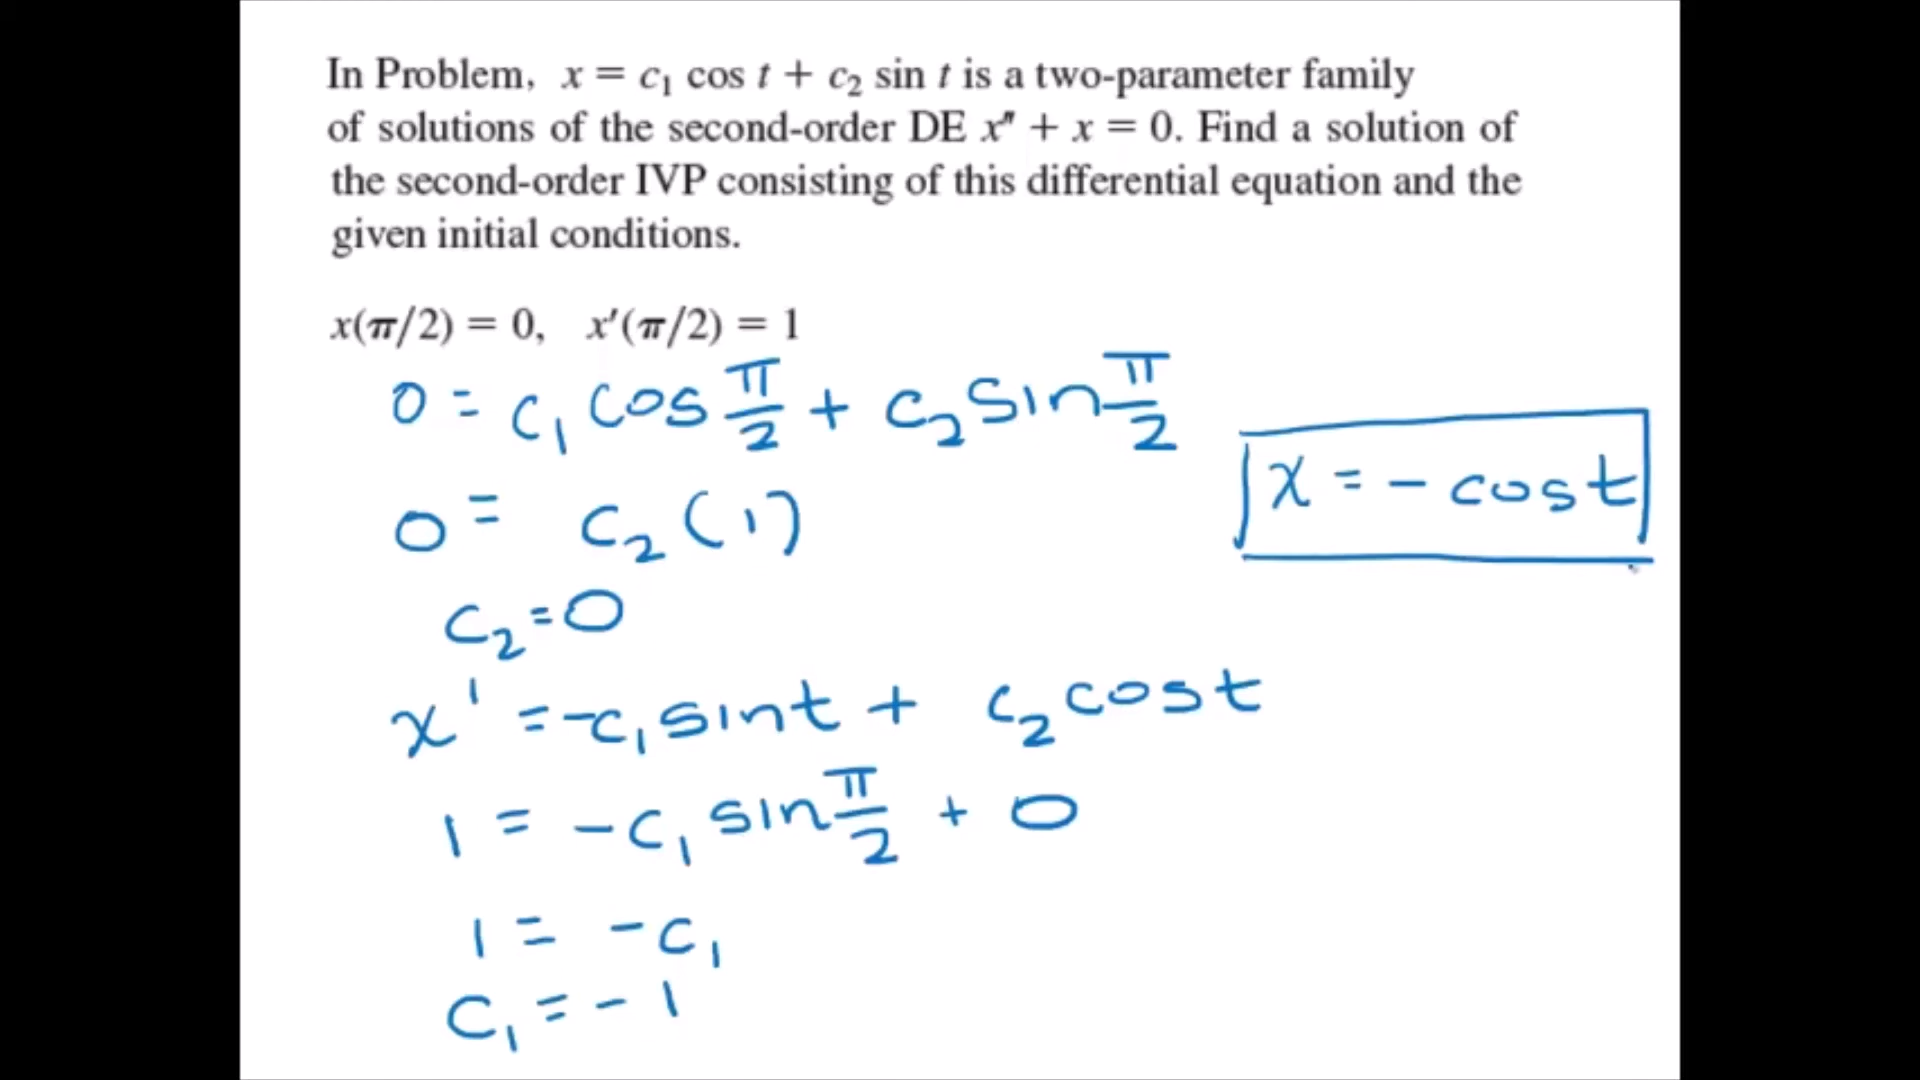 In Problem, x = c₁ cos t + c₂ sin t is a two-parameter family
of solutions of the second-order DE x″ + x = 0. Find a solution of
the second-order IVP consisting of this differential equation and the
given initial conditions.
x(π/2) = 0, x′(π/2) = 1
0 = c₁ cos π/2 + c₂ sin π/2
0 = c₂ (1)
c₂ = 0
x' = -c₁ sin t + c₂ cos t
1 = -c₁ sin π/2 + 0
1 = -c₁
c₁ = -1
x = - cos t